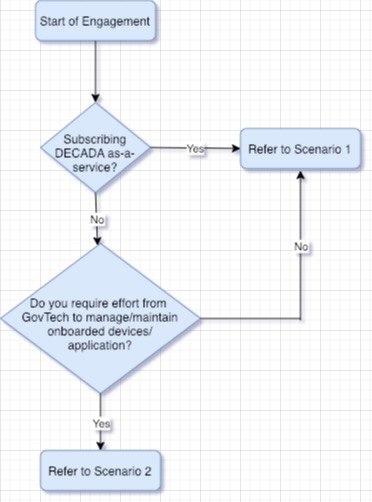 Start of Engagement
Subscribing
DECADA as-a-
service?
Yes
Refer to Scenario 1
No
No
Do you require effort from
GovTech to manage/maintain
onboarded devices/
application?
Yes
Refer to Scenario 2